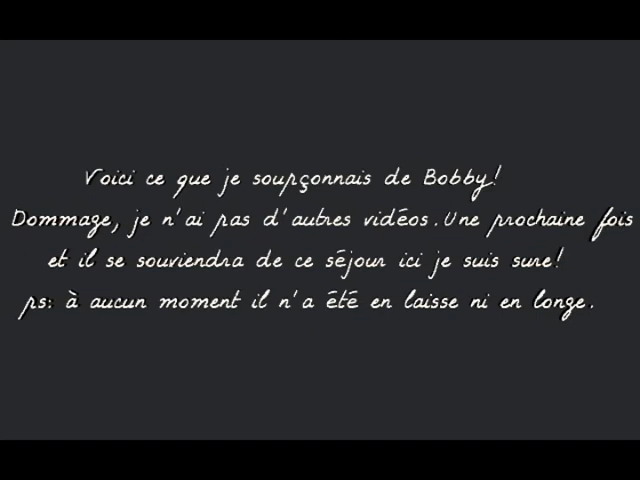 Voici ce que je soupçonnais de Bobby!
Dommage, je n'ai pas d'autres vidéos. Une prochaine fois
et il se souviendra de ce séjour ici je suis sure!
ps: à aucun moment il n'a été en laisse ni en longe.